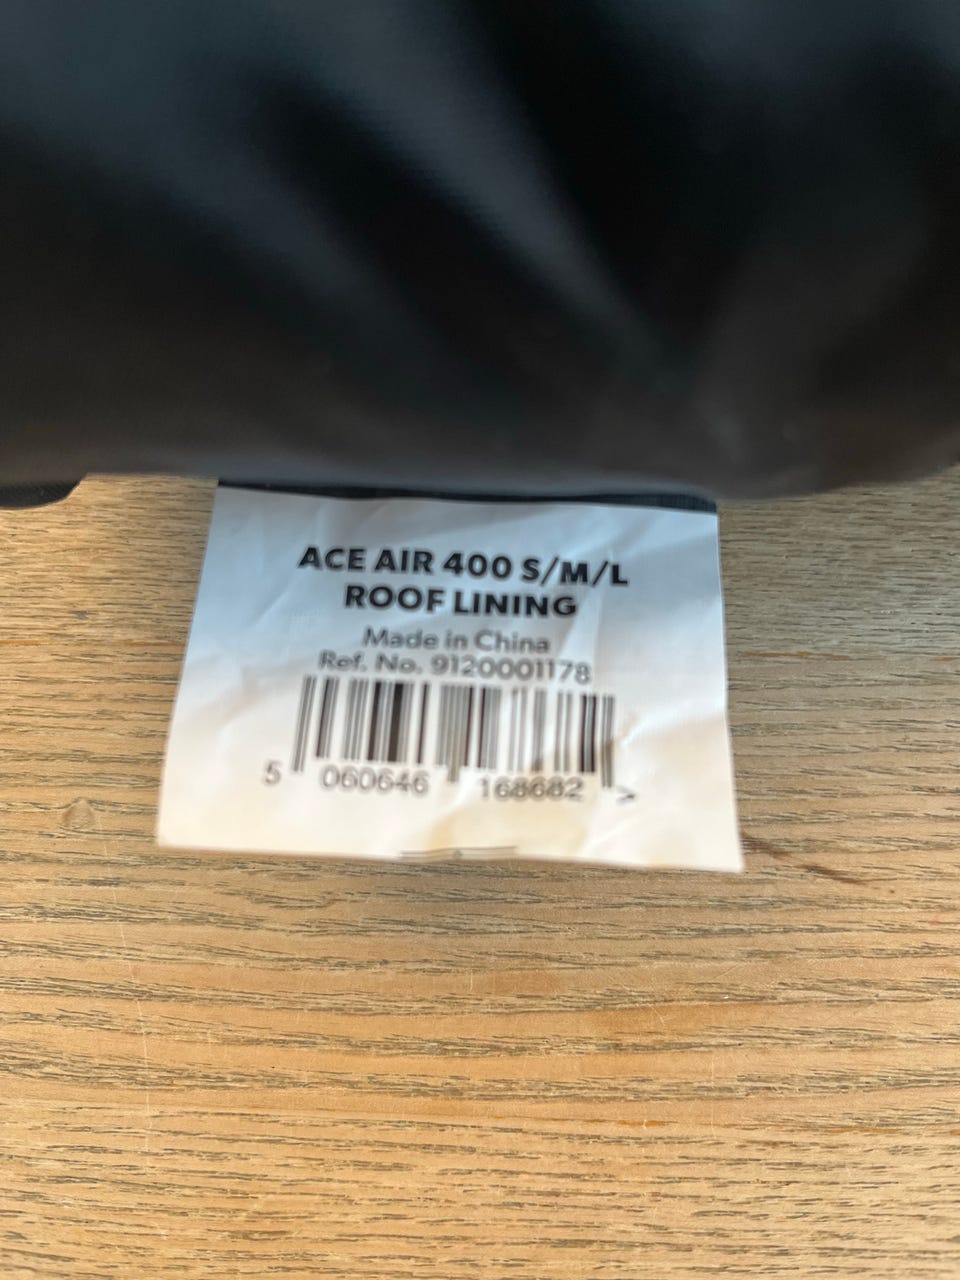 ACE AIR 400 S/M/L
ROOF LINING
Made in China
Ref. No. 9120001178
5 060646 168682 >